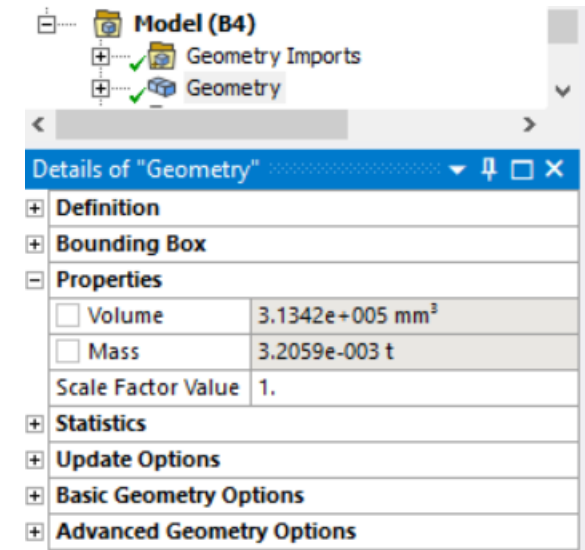 Model (B4)
Geometry Imports
Geometry
Details of "Geometry"
Definition
Bounding Box
Properties
Volume 3.1342e+005 mm³
Mass 3.2059e-003 t
Scale Factor Value 1.
Statistics
Update Options
Basic Geometry Options
Advanced Geometry Options